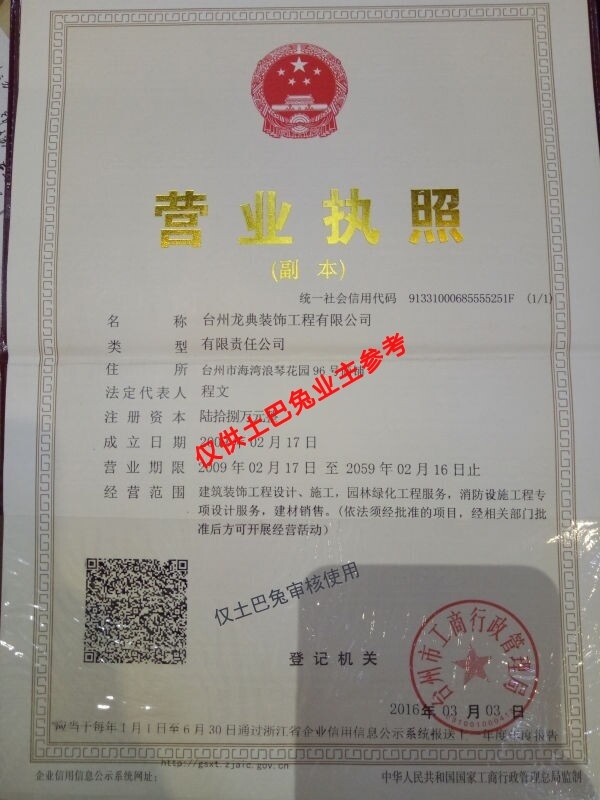 营业执照
(副 本)
统一社会信用代码 91331000685555251F (1/1)
名 称 台州龙典装饰工程有限公司
类 型 有限责任公司
住 所 台州市海湾浪琴花园96号
法定代表人 程文
注册资本 陆拾捌万元
成立日期 02月17日
营业期限 2009年02月17日 至 2059年02月16日止
经营范围 建筑装饰工程设计、施工,园林绿化工程服务,消防设施工程专
项设计服务,建材销售。(依法须经批准的项目,经相关部门批
准后方可开展经营活动)
仅供土巴兔业主参考
仅土巴兔审核使用
登记机关
台州市工商行政管理局
2016年 03月 03日
应当于每年1月1日至6月30日通过浙江省企业信用信息公示系统报送上一年度年度报告
http://gsxt.zjaic.gov.cn
企业信用信息公示系统网址:
中华人民共和国国家工商行政管理总局监制